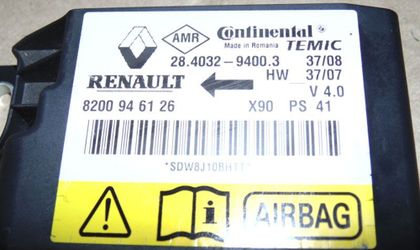 AMR Continental
Made in Romania TEMIC
28.4032-9400.3 37/08
RENAULT HW 37/07
V 4.0
8200 94 61 26 X90 PS 41
*SDW8J10BHTT*
! i AIRBAG